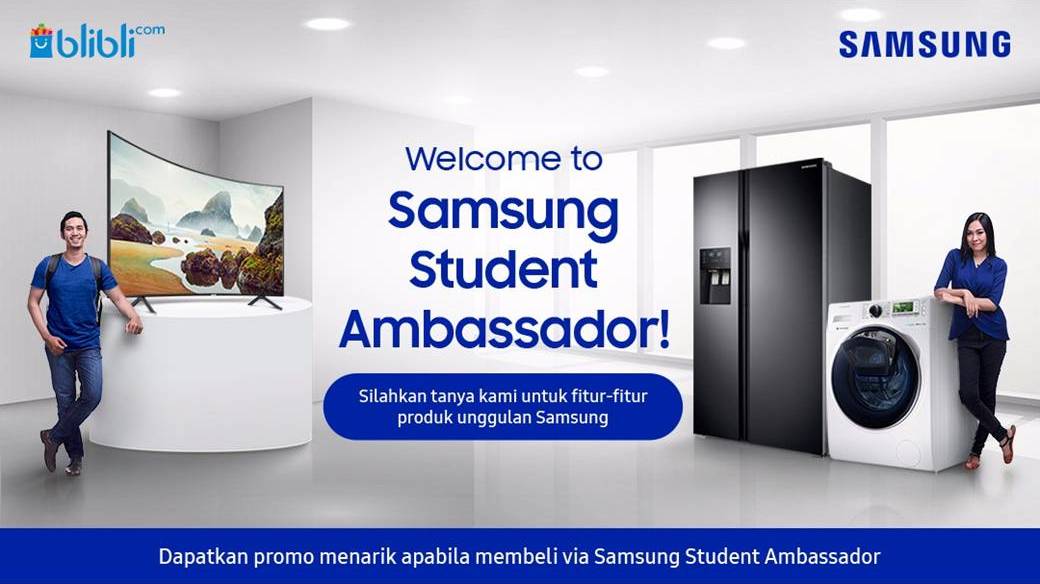 blibli.com
SAMSUNG
Welcome to
Samsung
Student
Ambassador!
Silahkan tanya kami untuk fitur-fitur
produk unggulan Samsung
SAMSUNG
Dapatkan promo menarik apabila membeli via Samsung Student Ambassador